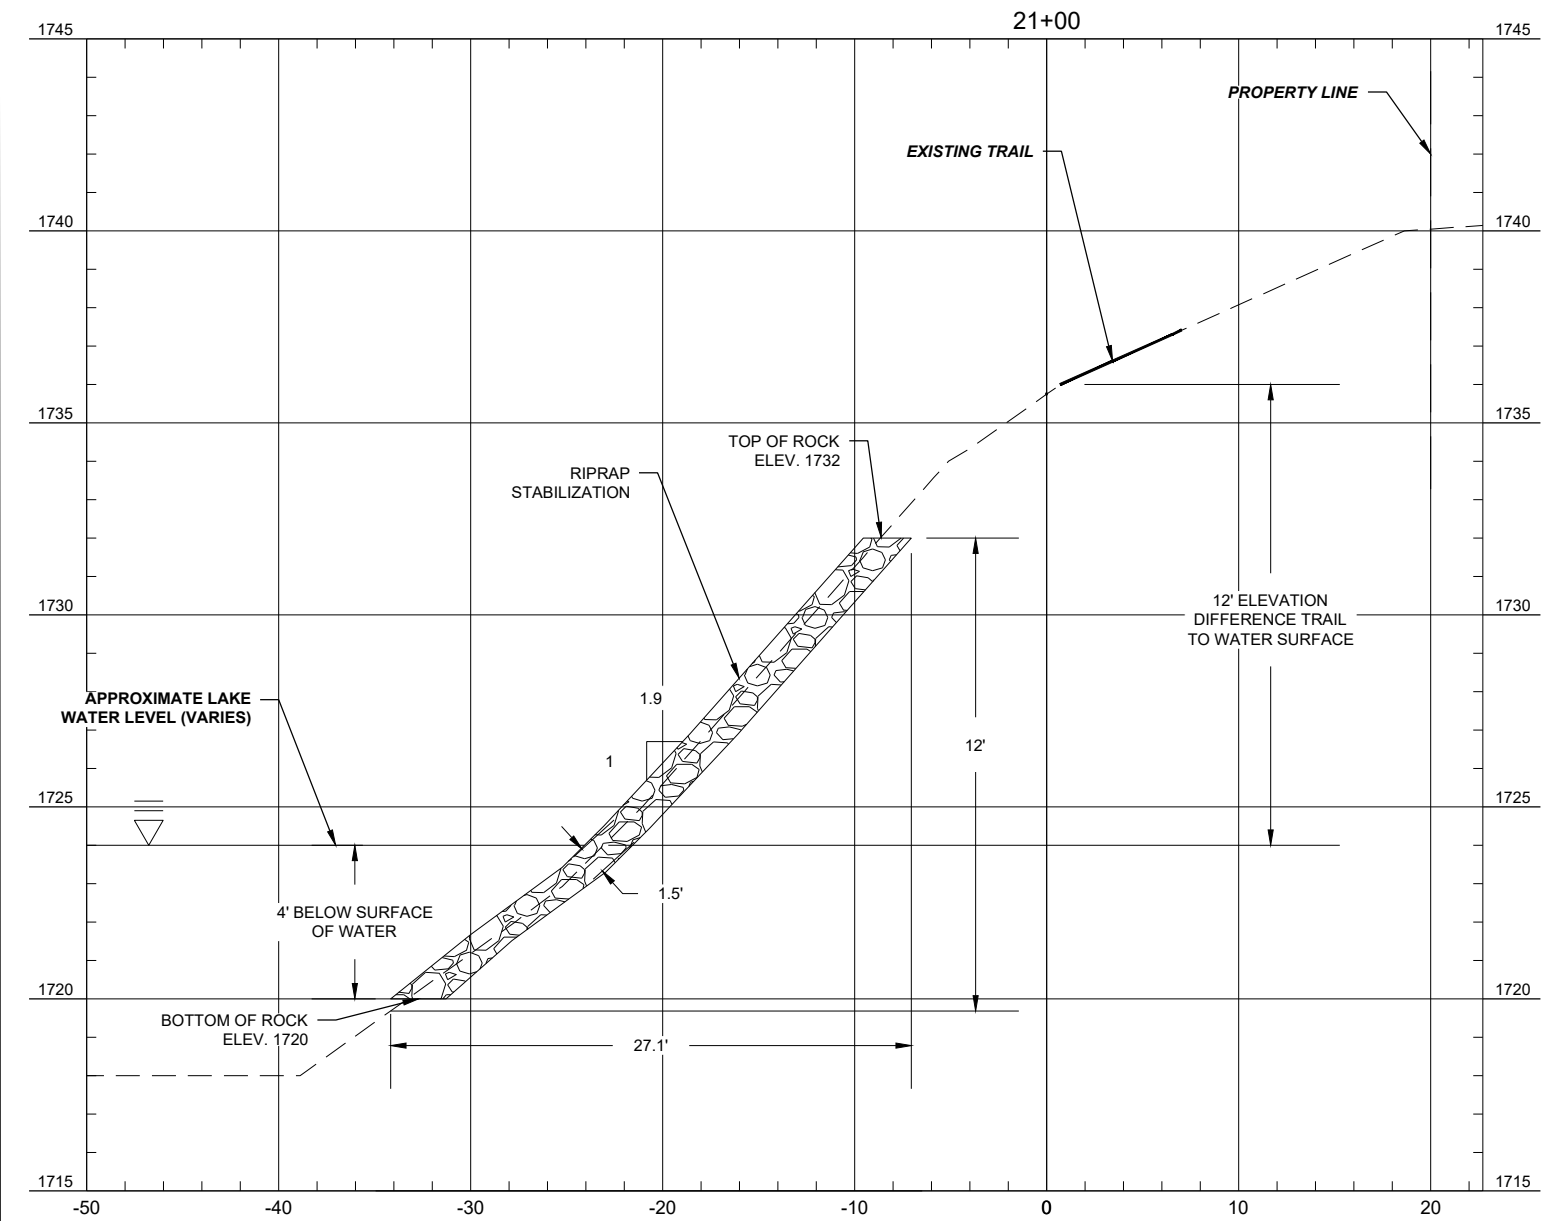 21+00
1745
1745
PROPERTY LINE
EXISTING TRAIL
1740
1740
1735
1735
TOP OF ROCK
ELEV. 1732
RIPRAP
STABILIZATION
12' ELEVATION
DIFFERENCE TRAIL
TO WATER SURFACE
1730
1730
APPROXIMATE LAKE
WATER LEVEL (VARIES)
1.9
1
12'
1725
1725
1.5'
4' BELOW SURFACE
OF WATER
1720
1720
BOTTOM OF ROCK
ELEV. 1720
27.1'
1715
1715
-50
-40
-30
-20
-10
0
10
20